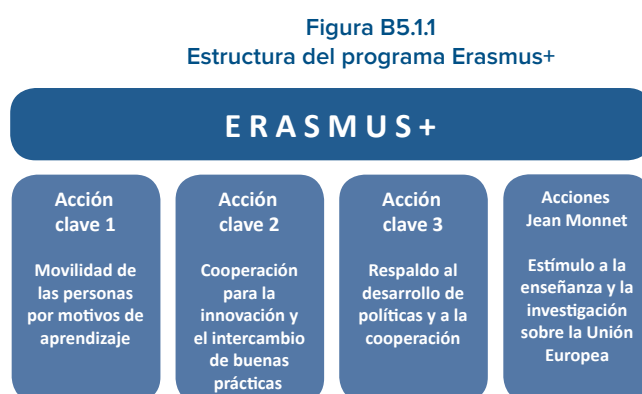 Figura B5.1.1
Estructura del programa Erasmus+
ERASMUS+
Acción
clave 1
Movilidad de
las personas
por motivos de
aprendizaje
Acción
clave 2
Cooperación
para la
innovación y
el intercambio
de buenas
prácticas
Acción
clave 3
Respaldo al
desarrollo de
políticas y a la
cooperación
Acciones
Jean Monnet
Estímulo a la
enseñanza y la
investigación
sobre la Unión
Europea